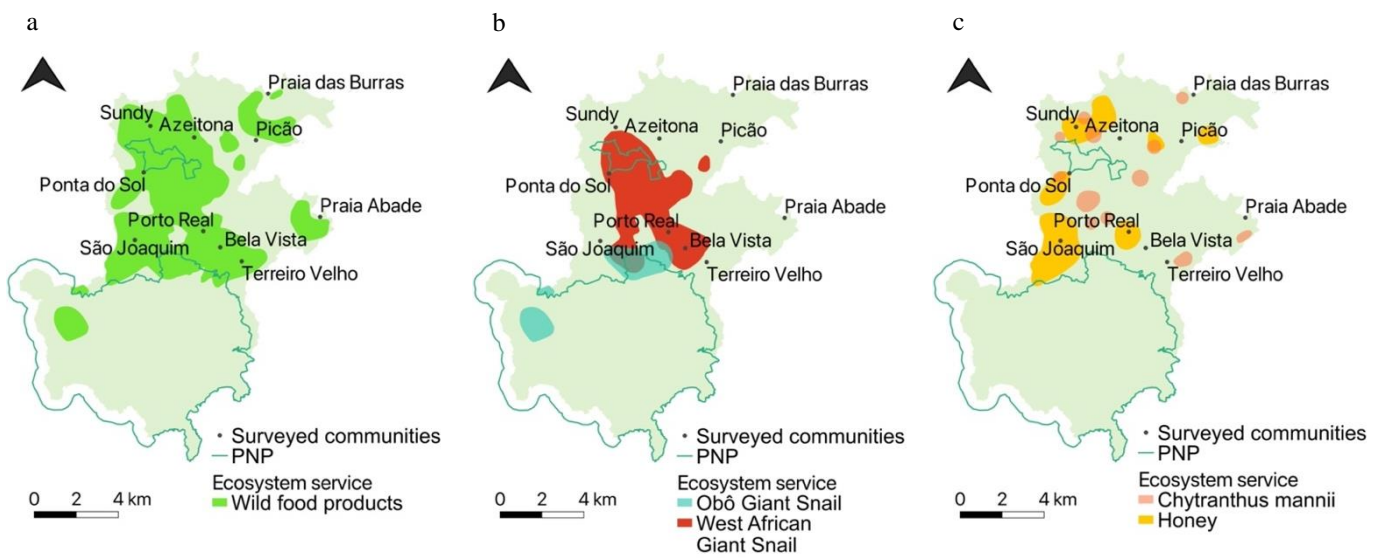 a
Praia das Burras
Sundy
Azeitona
Picão
Ponta do Sol
Praia Abade
Porto Real
Bela Vista
São Joaquim
Terreiro Velho
Surveyed communities
PNP
Ecosystem service
Wild food products
0 2 4 km
b
Praia das Burras
Sundy
Azeitona
Picão
Ponta do Sol
Porto Real
Praia Abade
São Joaquim
Bela Vista
Terreiro Velho
Surveyed communities
PNP
Ecosystem service
Obô Giant Snail
West African
Giant Snail
0 2 4 km
c
Praia das Burras
Sundy
Azeitona
Picão
Ponta do Sol
Praia Abade
Porto Real
São Joaquim
Bela Vista
Terreiro Velho
Surveyed communities
PNP
Ecosystem service
Chytranthus mannii
Honey
0 2 4 km